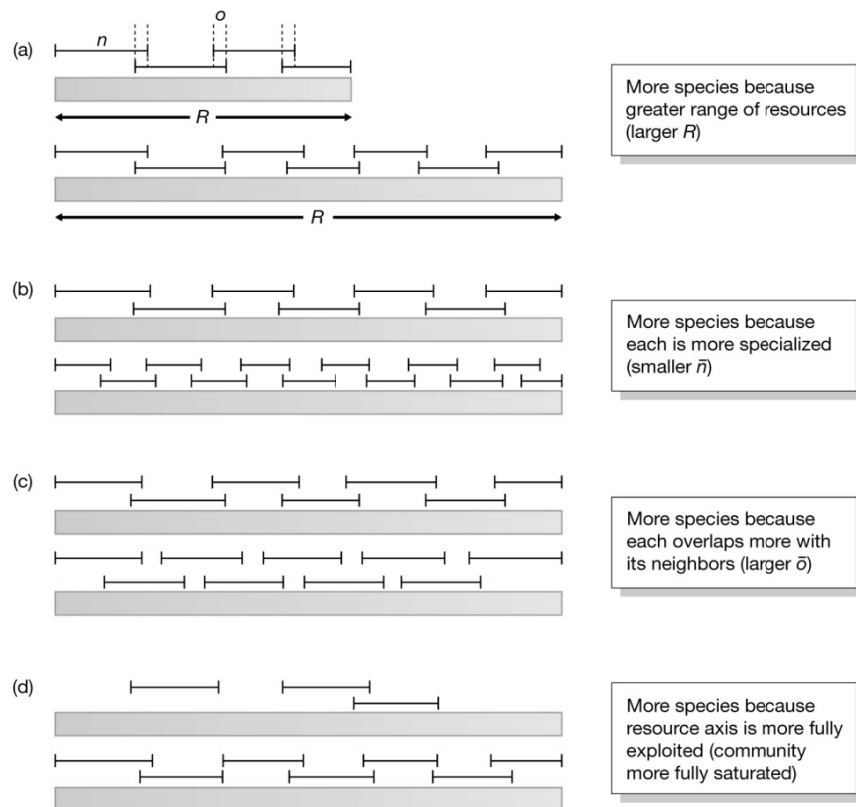 o
(a)
n
R
R
More species because
greater range of resources
(larger R)
(b)
More species because
each is more specialized
(smaller n̄)
(c)
More species because
each overlaps more with
its neighbors (larger ō)
(d)
More species because
resource axis is more fully
exploited (community
more fully saturated)